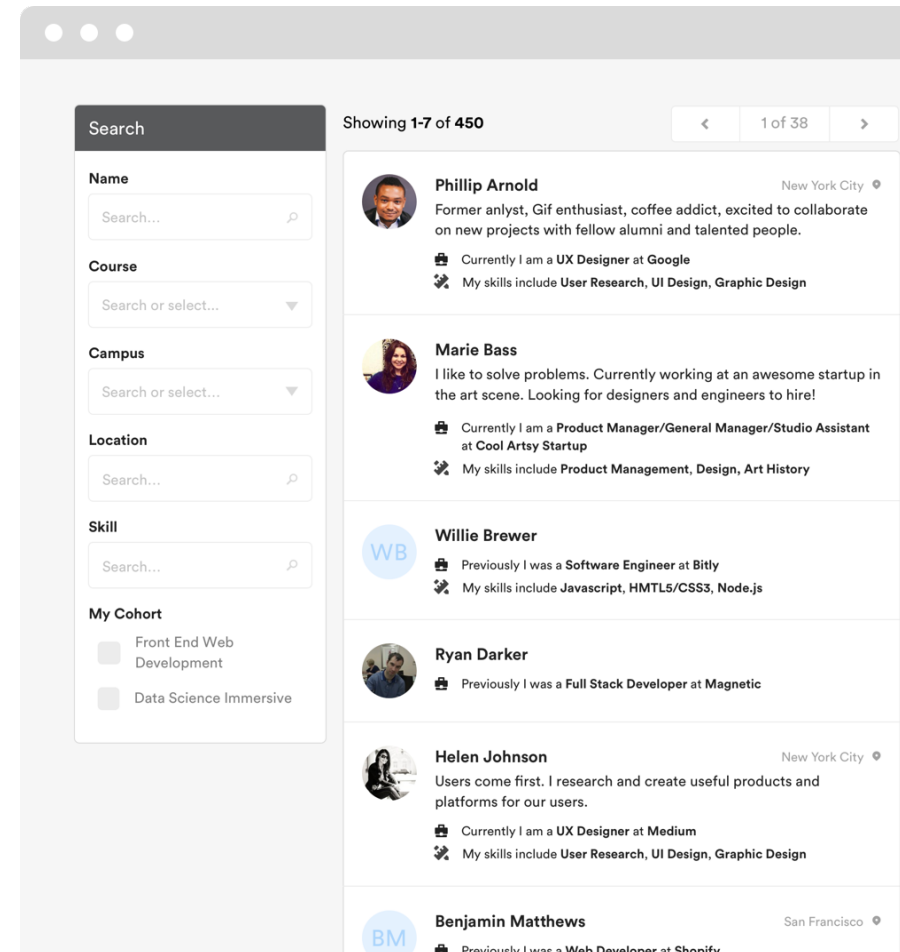 Search
Name
Search...
Course
Search or select...
Campus
Search or select...
Location
Search...
Skill
Search...
My Cohort
Front End Web
Development
Data Science Immersive
Showing 1-7 of 450
1 of 38
Phillip Arnold
New York City
Former anlyst, Gif enthusiast, coffee addict, excited to collaborate
on new projects with fellow alumni and talented people.
Currently I am a UX Designer at Google
My skills include User Research, UI Design, Graphic Design
Marie Bass
I like to solve problems. Currently working at an awesome startup in
the art scene. Looking for designers and engineers to hire!
Currently I am a Product Manager/General Manager/Studio Assistant
at Cool Artsy Startup
My skills include Product Management, Design, Art History
WB
Willie Brewer
Previously I was a Software Engineer at Bitly
My skills include Javascript, HMTL5/CSS3, Node.js
Ryan Darker
Previously I was a Full Stack Developer at Magnetic
Helen Johnson
New York City
Users come first. I research and create useful products and
platforms for our users.
Currently I am a UX Designer at Medium
My skills include User Research, UI Design, Graphic Design
BM
Benjamin Matthews
San Francisco
Previously I was a Web Developer at Shopify